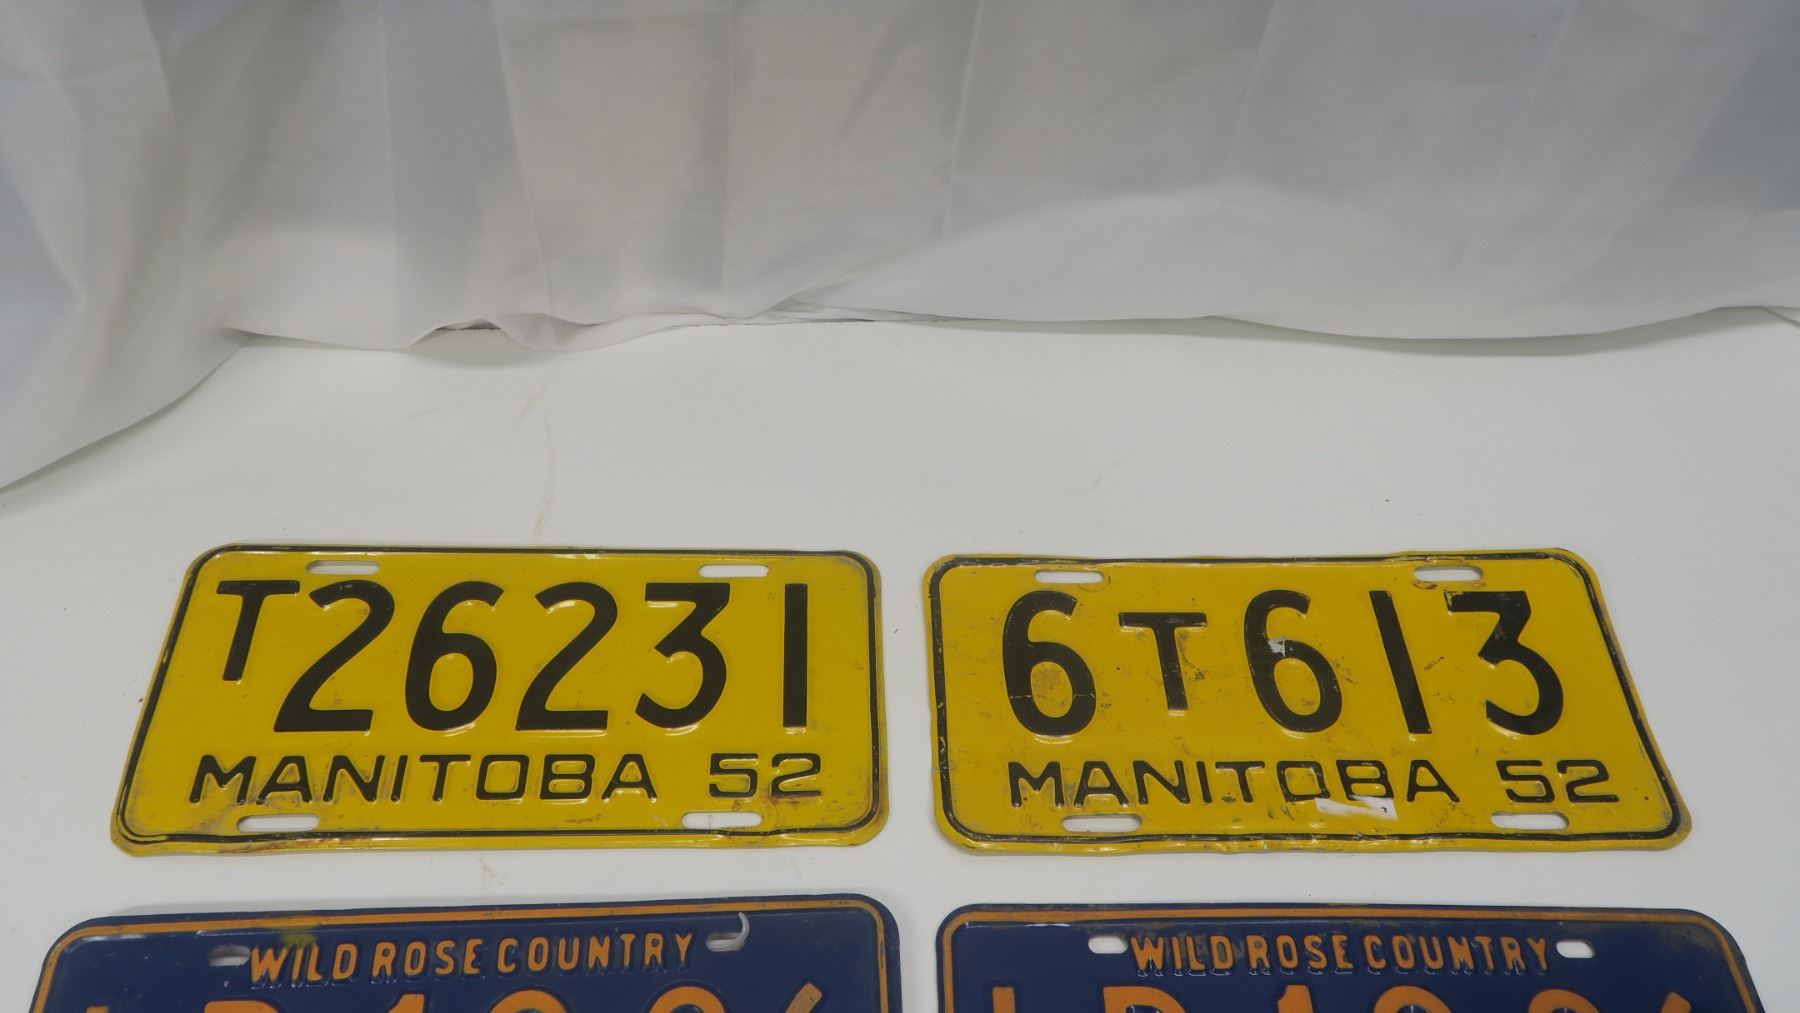 T26231
MANITOBA 52
6T613
MANITOBA 52
WILD ROSE COUNTRY
WILD ROSE COUNTRY